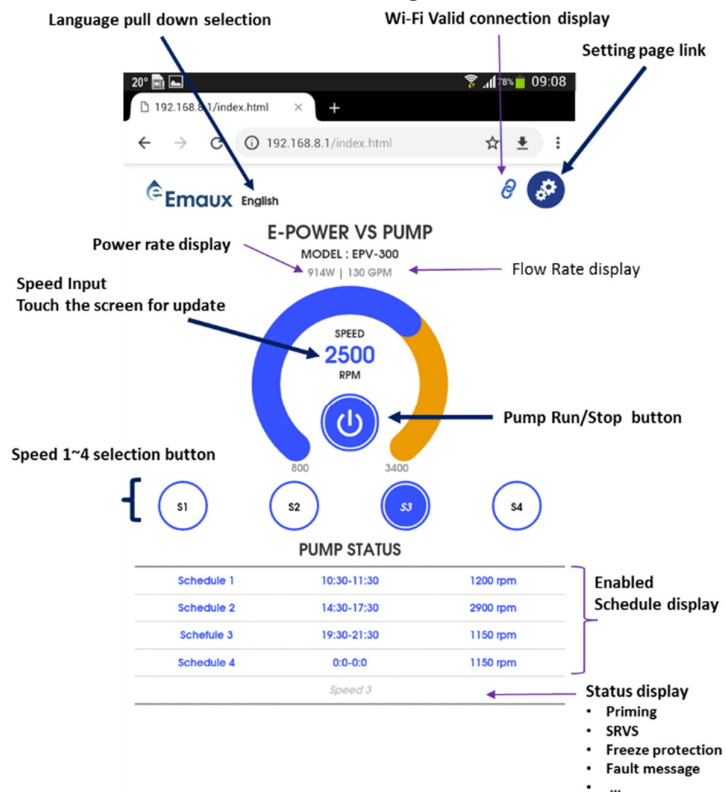 Language pull down selection
Wi-Fi Valid connection display
Setting page link
20° 78% 09:08
192.168.8.1/index.html × +
192.168.8.1/index.html
Emaux English
E-POWER VS PUMP
MODEL : EPV-300
Power rate display
914W | 130 GPM
Flow Rate display
Speed Input
Touch the screen for update
SPEED
2500
RPM
Pump Run/Stop button
Speed 1~4 selection button
800 3400
S1 S2 S3 S4
PUMP STATUS
Schedule 1 10:30-11:30 1200 rpm
Schedule 2 14:30-17:30 2900 rpm
Schefule 3 19:30-21:30 1150 rpm
Schedule 4 0:0-0:0 1150 rpm
Enabled
Schedule display
Speed 3
Status display
• Priming
• SRVS
• Freeze protection
• Fault message
• ...